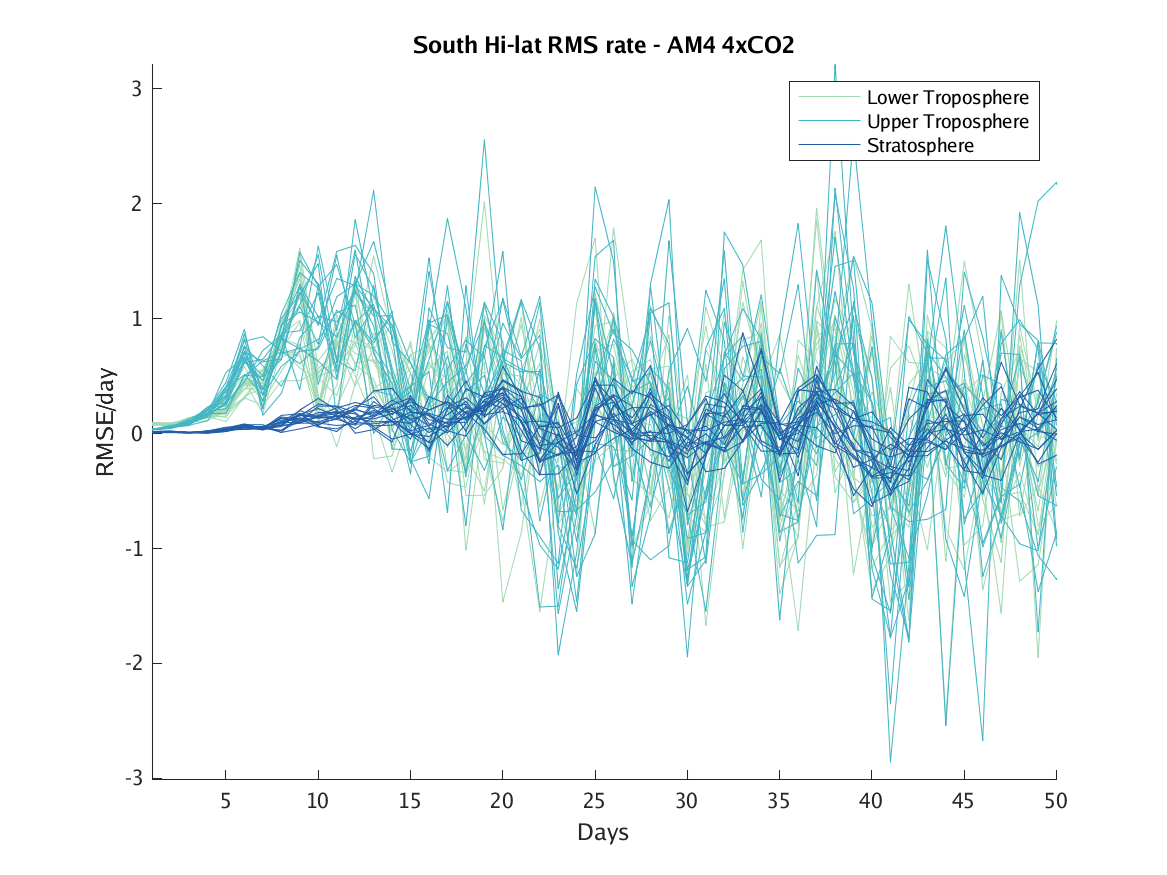 South Hi-lat RMS rate - AM4 4xCO2
Lower Troposphere
Upper Troposphere
Stratosphere
RMSE/day
3
2
1
0
-1
-2
-3
5 10 15 20 25 30 35 40 45 50
Days